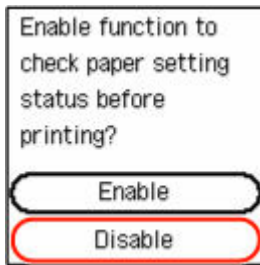 Enable function to
check paper setting
status before
printing?
Enable
Disable